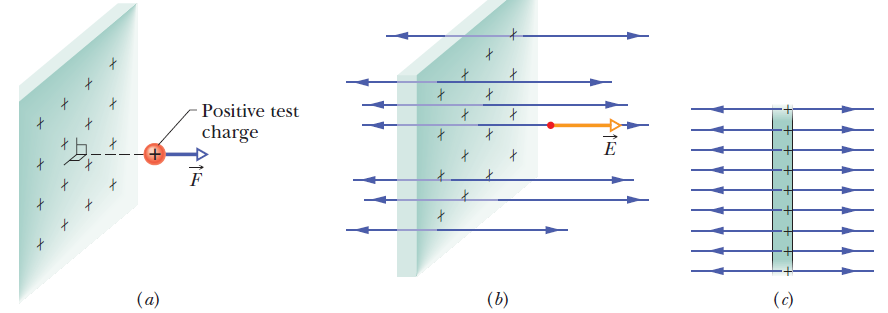 Positive test
charge
+
F
E
(a)
(b)
(c)